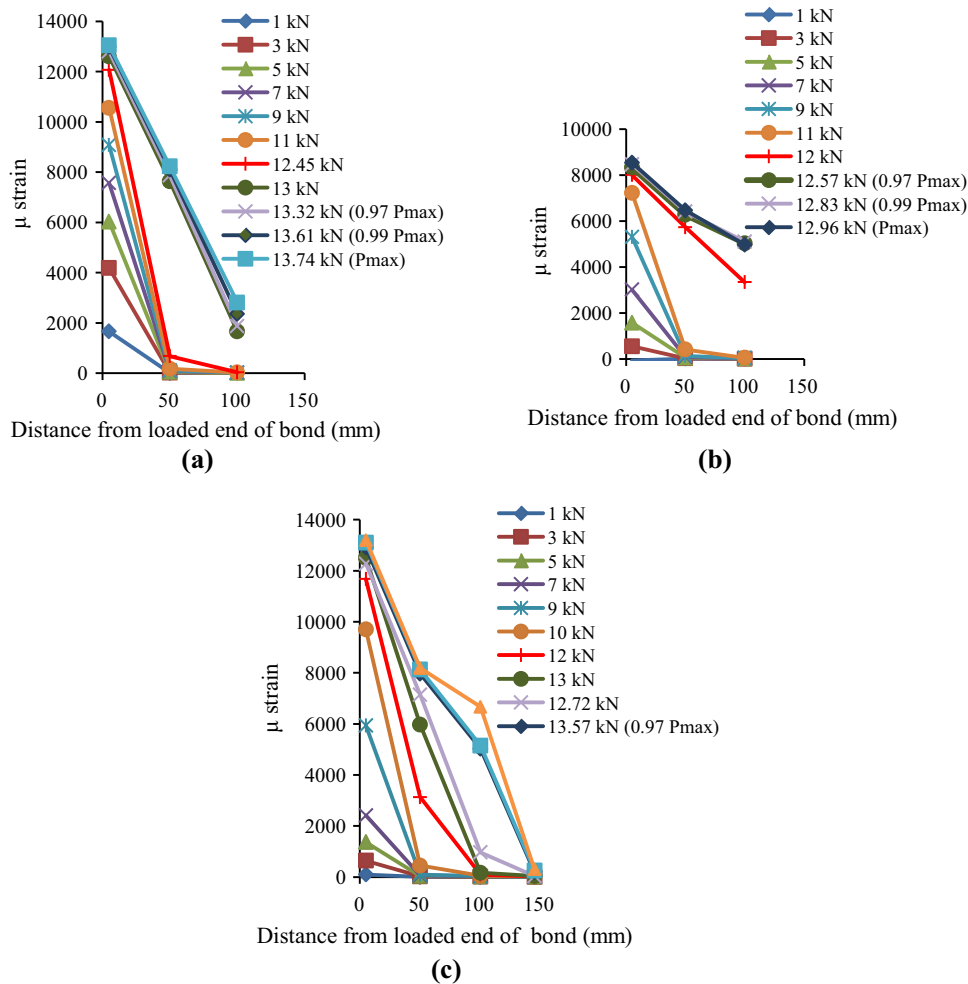 14000
12000
10000
8000
6000
4000
2000
0
μ strain
0 50 100 150
Distance from loaded end of bond (mm)
1 kN
3 kN
5 kN
7 kN
9 kN
11 kN
12.45 kN
13 kN
13.32 kN (0.97 Pmax)
13.61 kN (0.99 Pmax)
13.74 kN (Pmax)
(a)
10000
8000
6000
4000
2000
0
μ strain
0 50 100 150
Distance from loaded end of bond (mm)
1 kN
3 kN
5 kN
7 kN
9 kN
11 kN
12 kN
12.57 kN (0.97 Pmax)
12.83 kN (0.99 Pmax)
12.96 kN (Pmax)
(b)
14000
12000
10000
8000
6000
4000
2000
0
μ strain
0 50 100 150
Distance from loaded end of bond (mm)
1 kN
3 kN
5 kN
7 kN
9 kN
10 kN
12 kN
13 kN
12.72 kN
13.57 kN (0.97 Pmax)
(c)